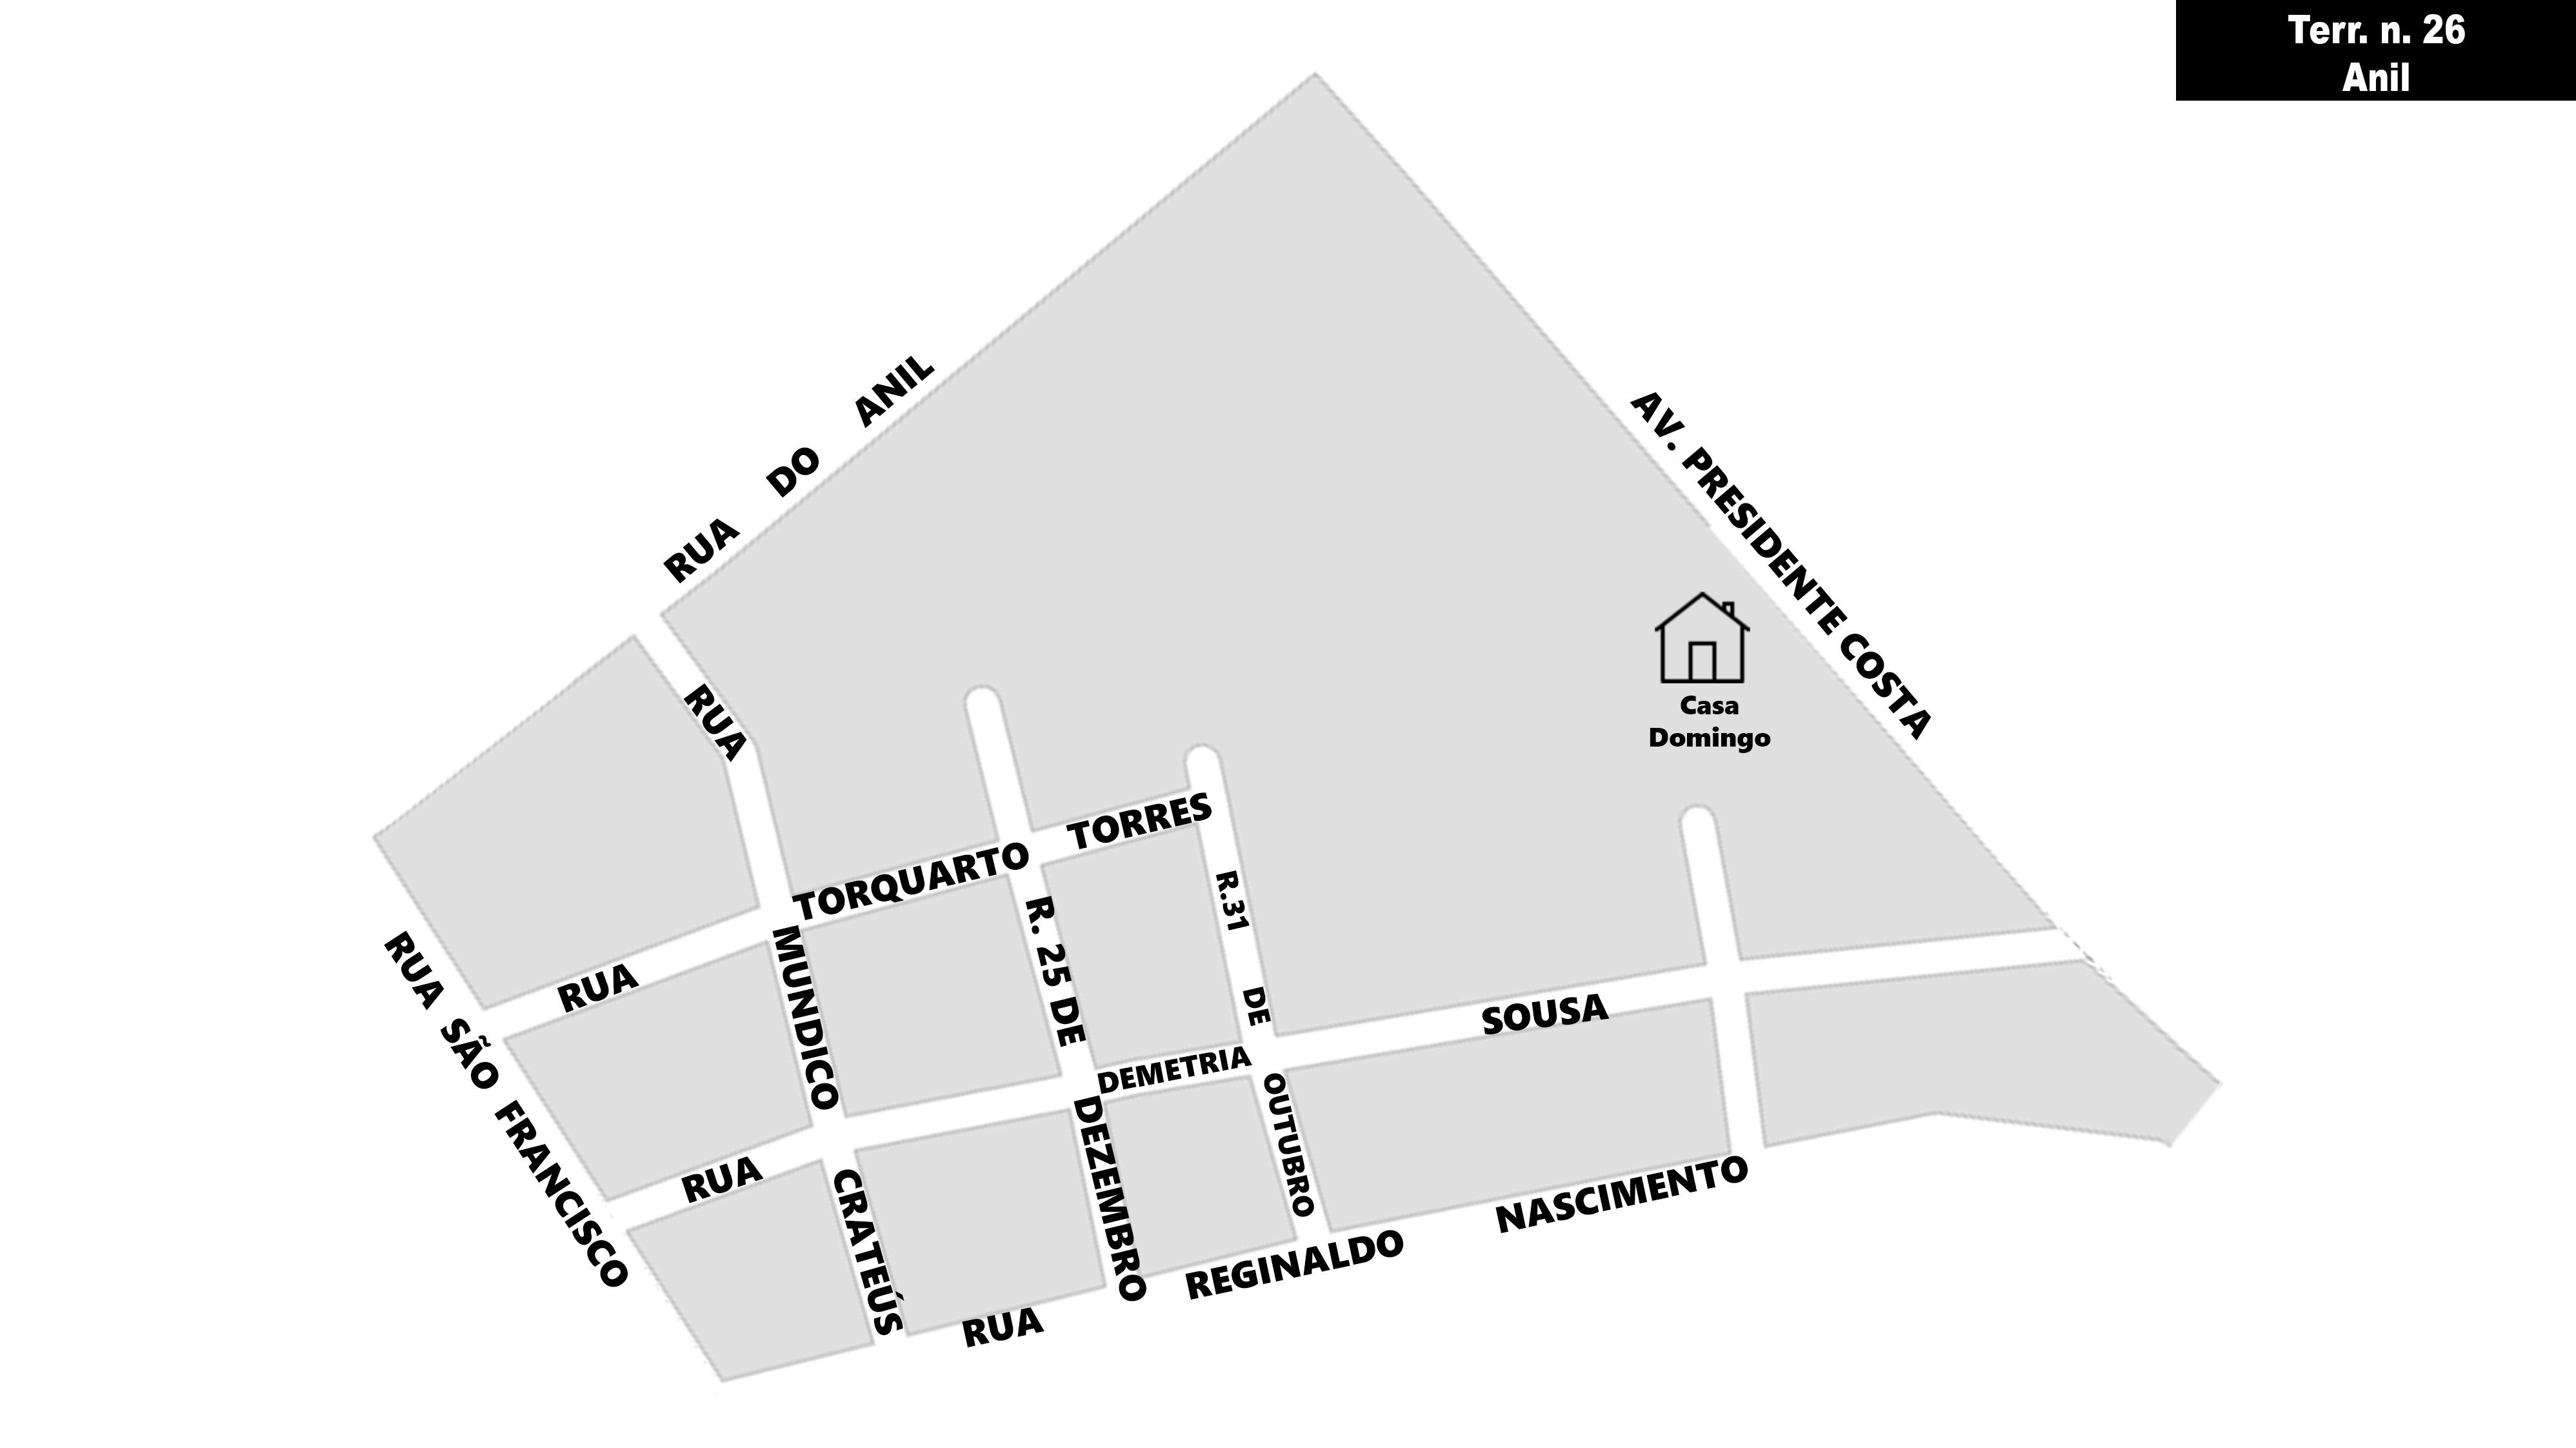 Terr. n. 26
Anil
RUA DO ANIL
AV. PRESIDENTE COSTA
Casa
Domingo
RUA MUNDICO CRATEÚS
RUA TORQUARTO TORRES
R. 25 DE DEZEMBRO
R.31 DE OUTUBRO
RUA SÃO FRANCISCO
RUA DEMETRIA SOUSA
RUA REGINALDO NASCIMENTO